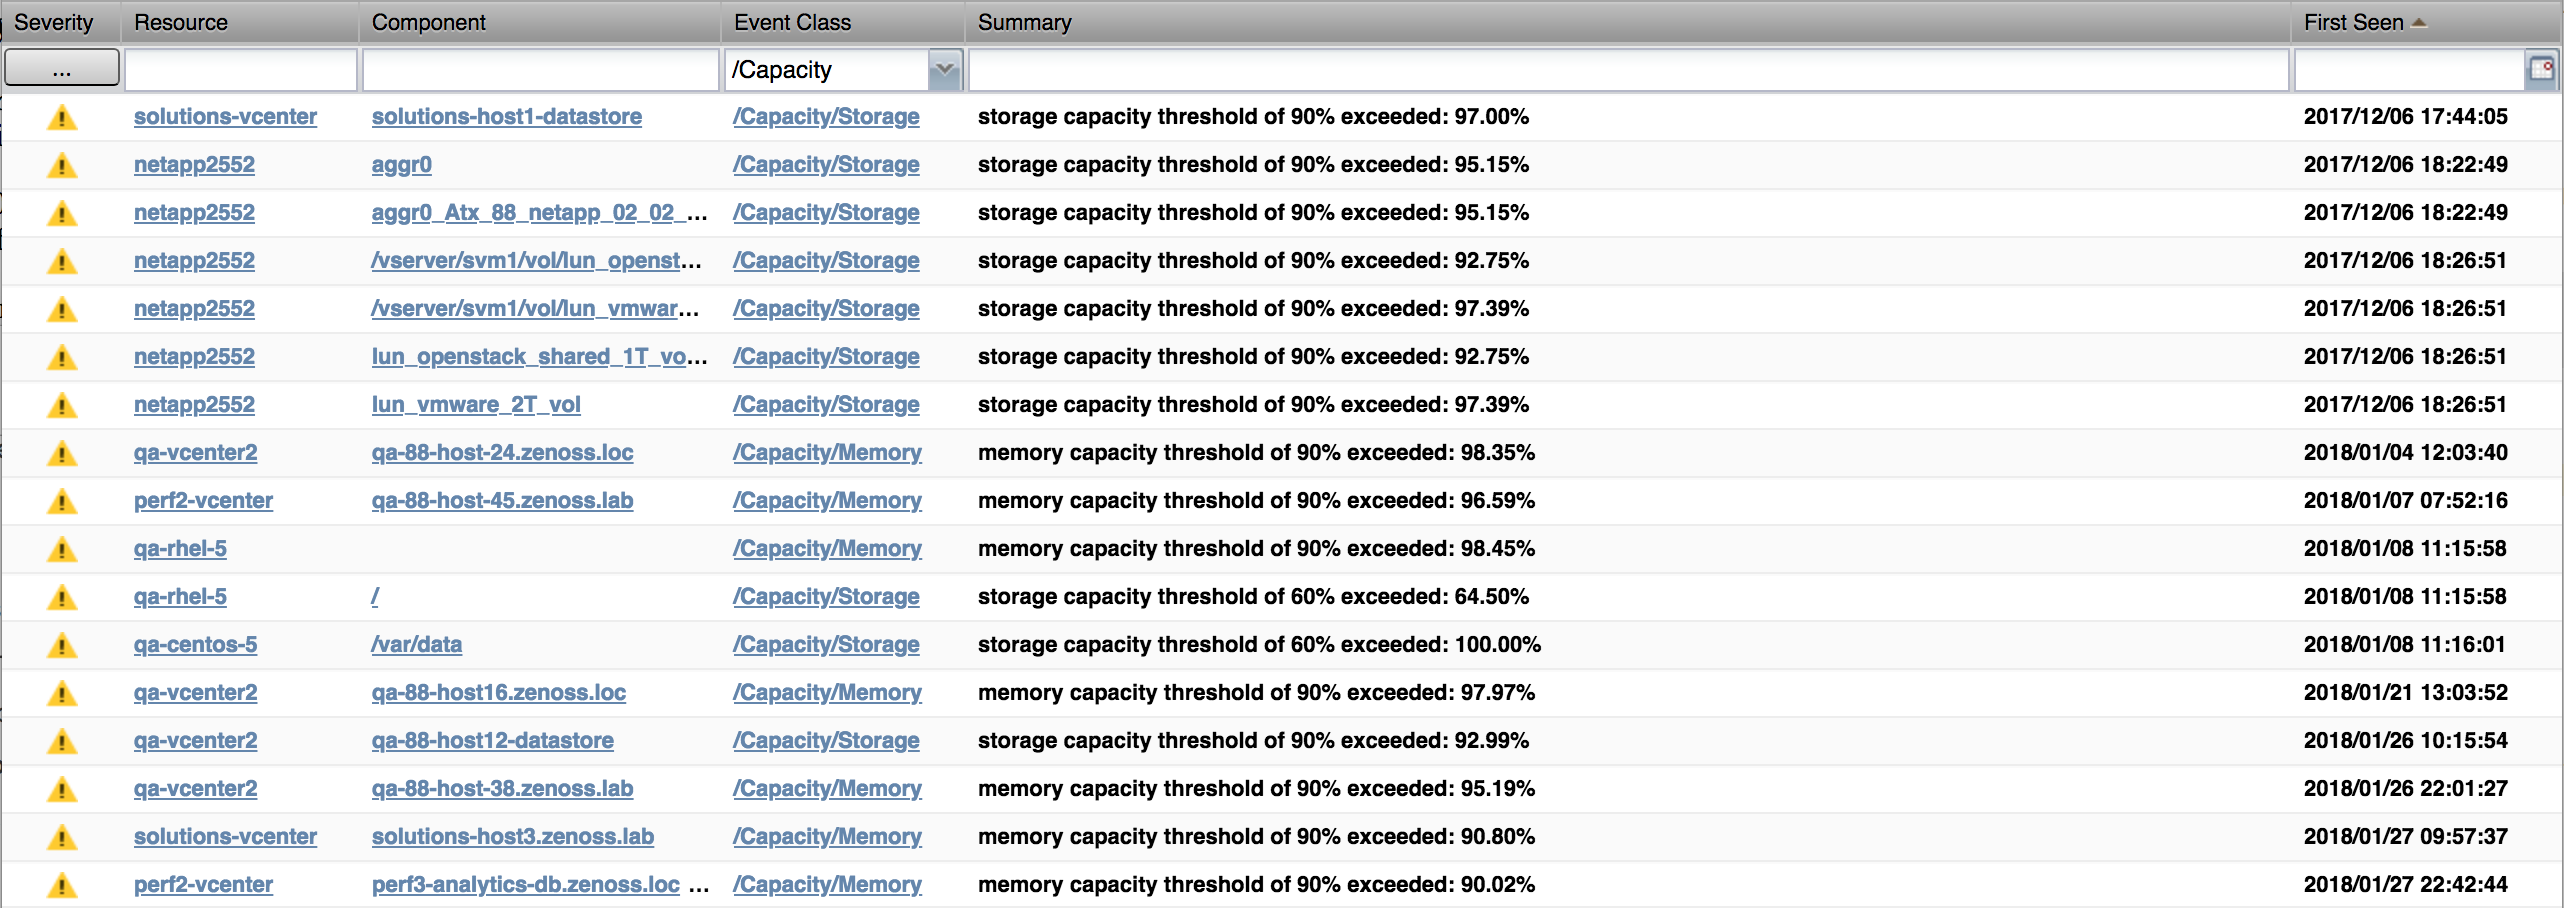 Severity Resource Component Event Class Summary First Seen
... /Capacity
solutions-vcenter solutions-host1-datastore /Capacity/Storage storage capacity threshold of 90% exceeded: 97.00% 2017/12/06 17:44:05
netapp2552 aggr0 /Capacity/Storage storage capacity threshold of 90% exceeded: 95.15% 2017/12/06 18:22:49
netapp2552 aggr0_Atx_88_netapp_02_02_... /Capacity/Storage storage capacity threshold of 90% exceeded: 95.15% 2017/12/06 18:22:49
netapp2552 /vserver/svm1/vol/lun_openst... /Capacity/Storage storage capacity threshold of 90% exceeded: 92.75% 2017/12/06 18:26:51
netapp2552 /vserver/svm1/vol/lun_vmwar... /Capacity/Storage storage capacity threshold of 90% exceeded: 97.39% 2017/12/06 18:26:51
netapp2552 lun_openstack_shared_1T_vo... /Capacity/Storage storage capacity threshold of 90% exceeded: 92.75% 2017/12/06 18:26:51
netapp2552 lun_vmware_2T_vol /Capacity/Storage storage capacity threshold of 90% exceeded: 97.39% 2017/12/06 18:26:51
qa-vcenter2 qa-88-host-24.zenoss.loc /Capacity/Memory memory capacity threshold of 90% exceeded: 98.35% 2018/01/04 12:03:40
perf2-vcenter qa-88-host-45.zenoss.lab /Capacity/Memory memory capacity threshold of 90% exceeded: 96.59% 2018/01/07 07:52:16
qa-rhel-5 /Capacity/Memory memory capacity threshold of 90% exceeded: 98.45% 2018/01/08 11:15:58
qa-rhel-5 / /Capacity/Storage storage capacity threshold of 60% exceeded: 64.50% 2018/01/08 11:15:58
qa-centos-5 /var/data /Capacity/Storage storage capacity threshold of 60% exceeded: 100.00% 2018/01/08 11:16:01
qa-vcenter2 qa-88-host16.zenoss.loc /Capacity/Memory memory capacity threshold of 90% exceeded: 97.97% 2018/01/21 13:03:52
qa-vcenter2 qa-88-host12-datastore /Capacity/Storage storage capacity threshold of 90% exceeded: 92.99% 2018/01/26 10:15:54
qa-vcenter2 qa-88-host-38.zenoss.lab /Capacity/Memory memory capacity threshold of 90% exceeded: 95.19% 2018/01/26 22:01:27
solutions-vcenter solutions-host3.zenoss.lab /Capacity/Memory memory capacity threshold of 90% exceeded: 90.80% 2018/01/27 09:57:37
perf2-vcenter perf3-analytics-db.zenoss.loc ... /Capacity/Memory memory capacity threshold of 90% exceeded: 90.02% 2018/01/27 22:42:44